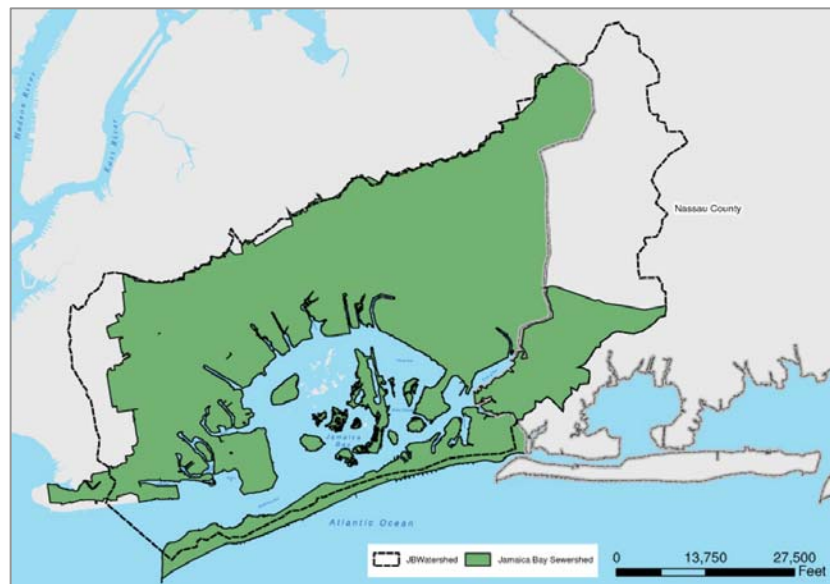 Hudson River
East River
Nassau County
Jamaica
Bay
Atlantic Ocean
JBWatershed
Jamaica Bay Sewershed
0 13,750 27,500
Feet